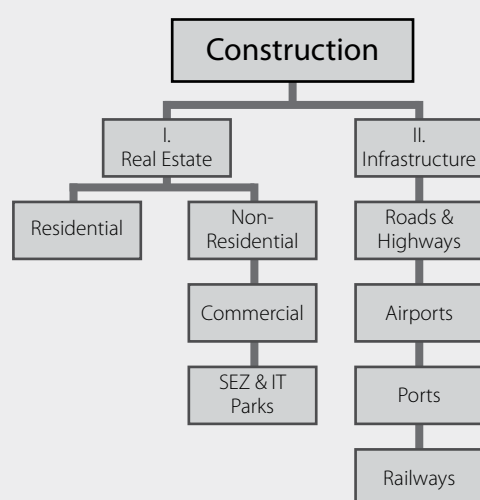 Construction
I.
Real Estate
II.
Infrastructure
Residential
Non-
Residential
Roads &
Highways
Commercial
Airports
SEZ & IT
Parks
Ports
Railways